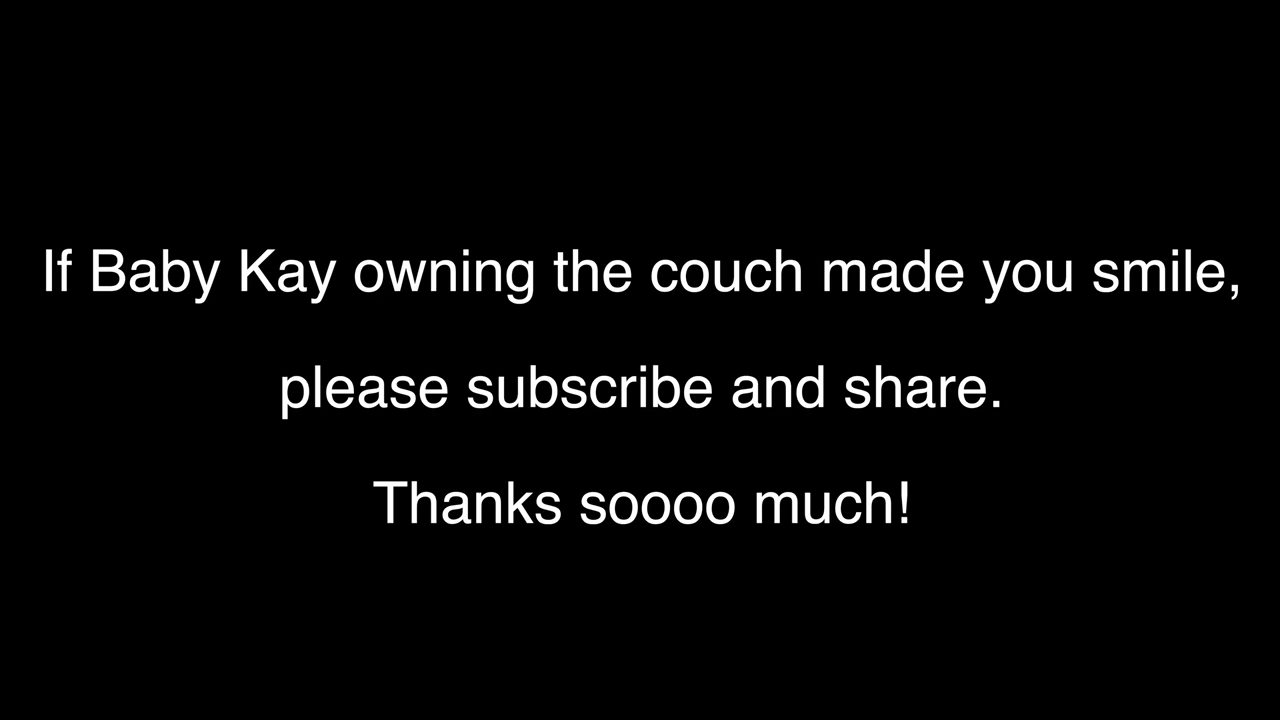 If Baby Kay owning the couch made you smile,
please subscribe and share.
Thanks soooo much!